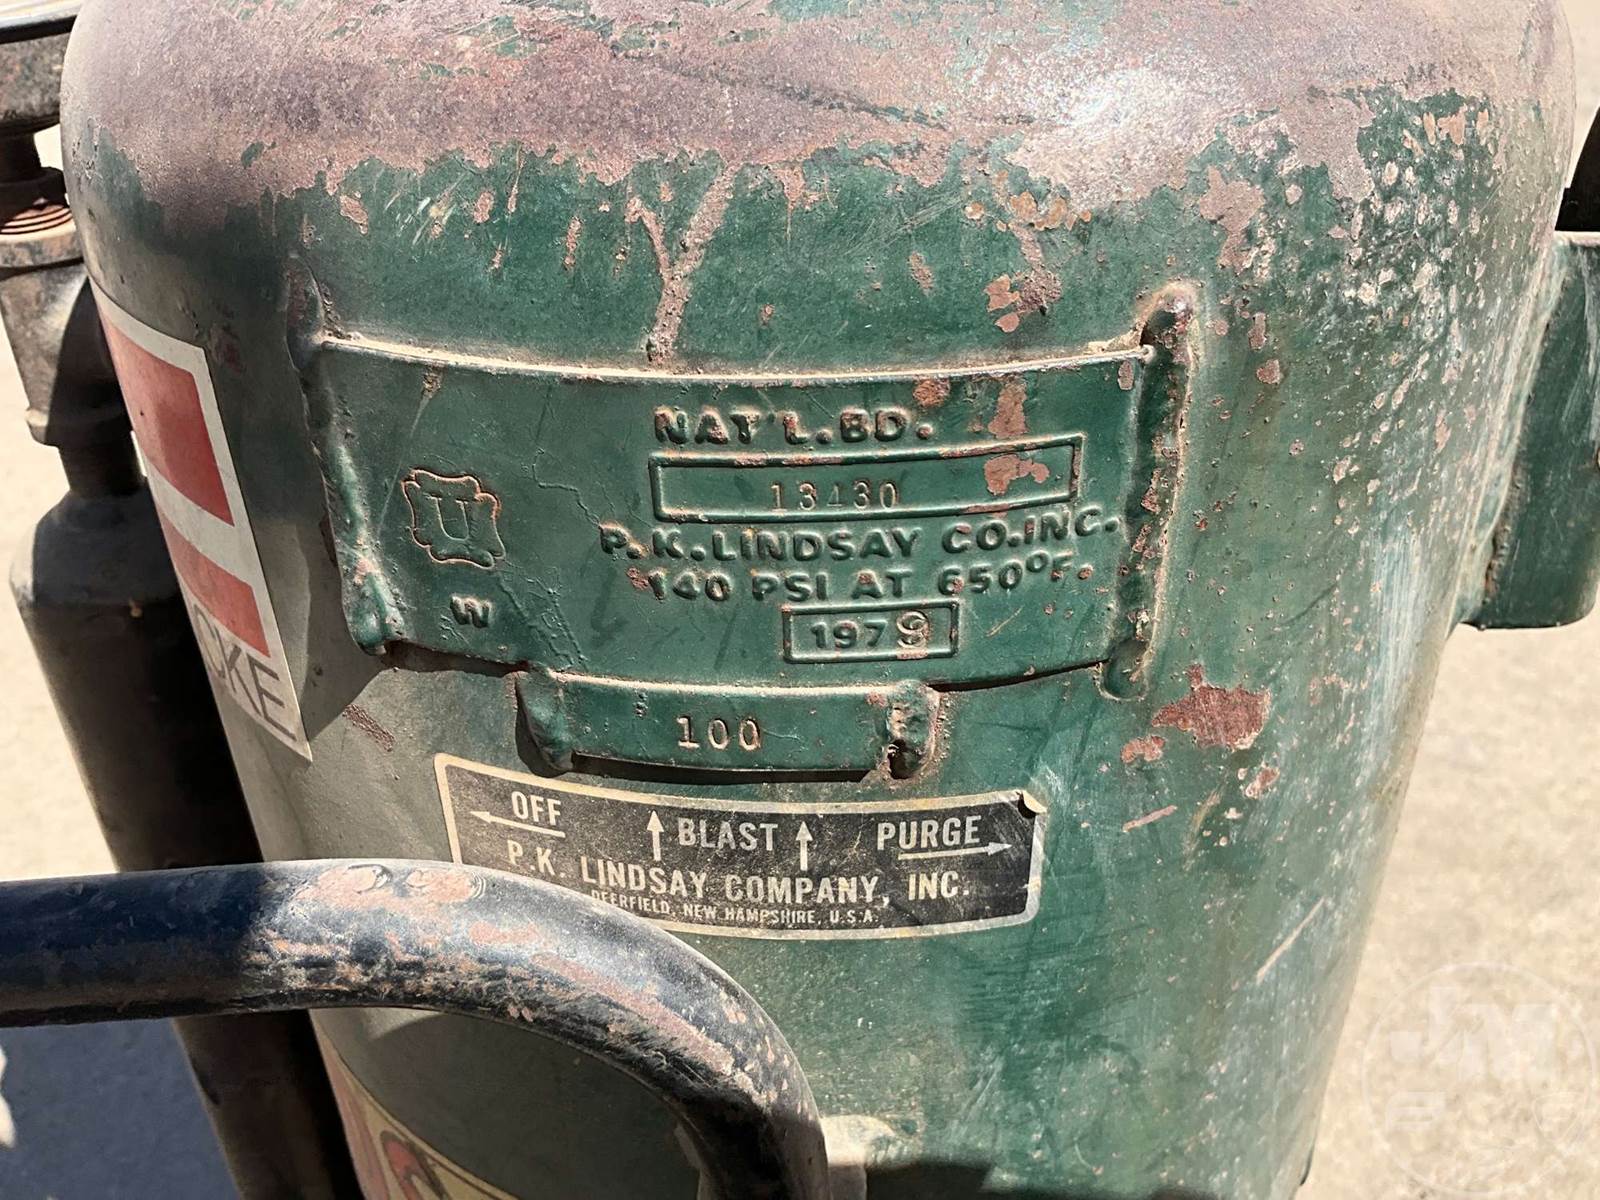 NAT'L.BD.
13430
U
P.K.LINDSAY CO.INC.
140 PSI AT 650°F.
W
1979
100
OFF BLAST PURGE
P.K. LINDSAY COMPANY, INC.
DEERFIELD, NEW HAMPSHIRE, U.S.A.
CKE